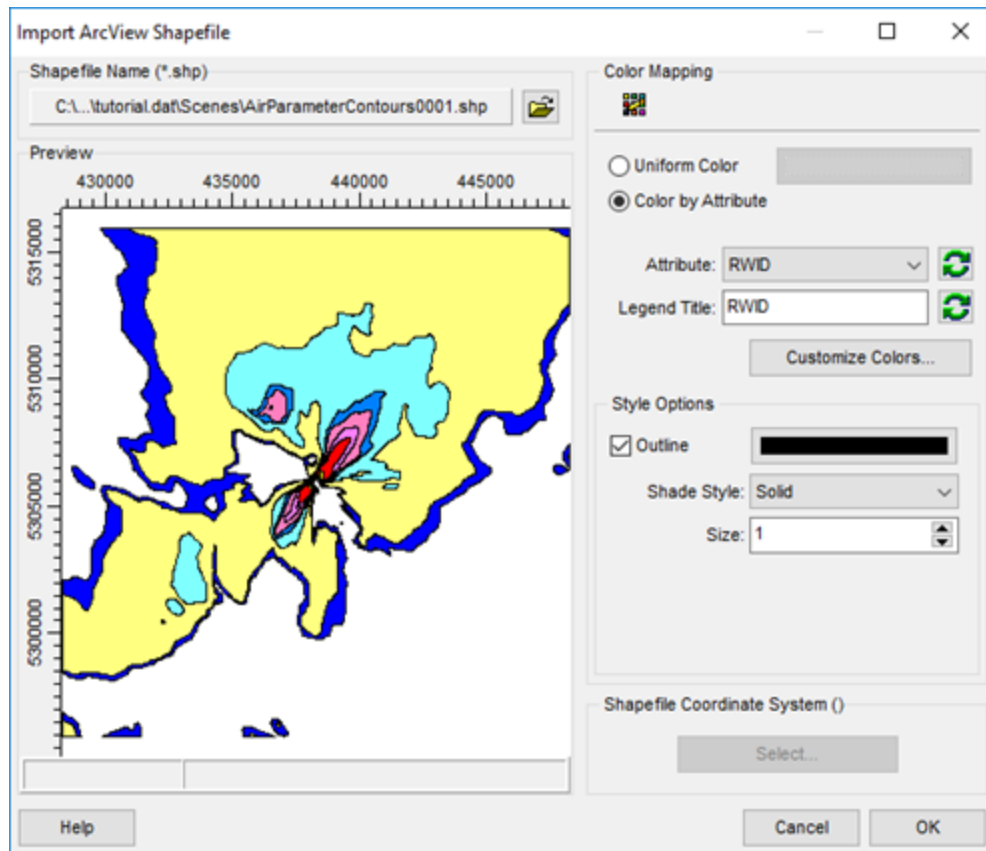 Import ArcView Shapefile
Shapefile Name (*.shp)
C:\...\tutorial.dat\Scenes\AirParameterContours0001.shp
Preview
430000 435000 440000 445000
5315000
5310000
5305000
5300000
Color Mapping
Uniform Color
Color by Attribute
Attribute: RWID
Legend Title: RWID
Customize Colors...
Style Options
Outline
Shade Style: Solid
Size: 1
Shapefile Coordinate System ()
Select...
Help
Cancel
OK